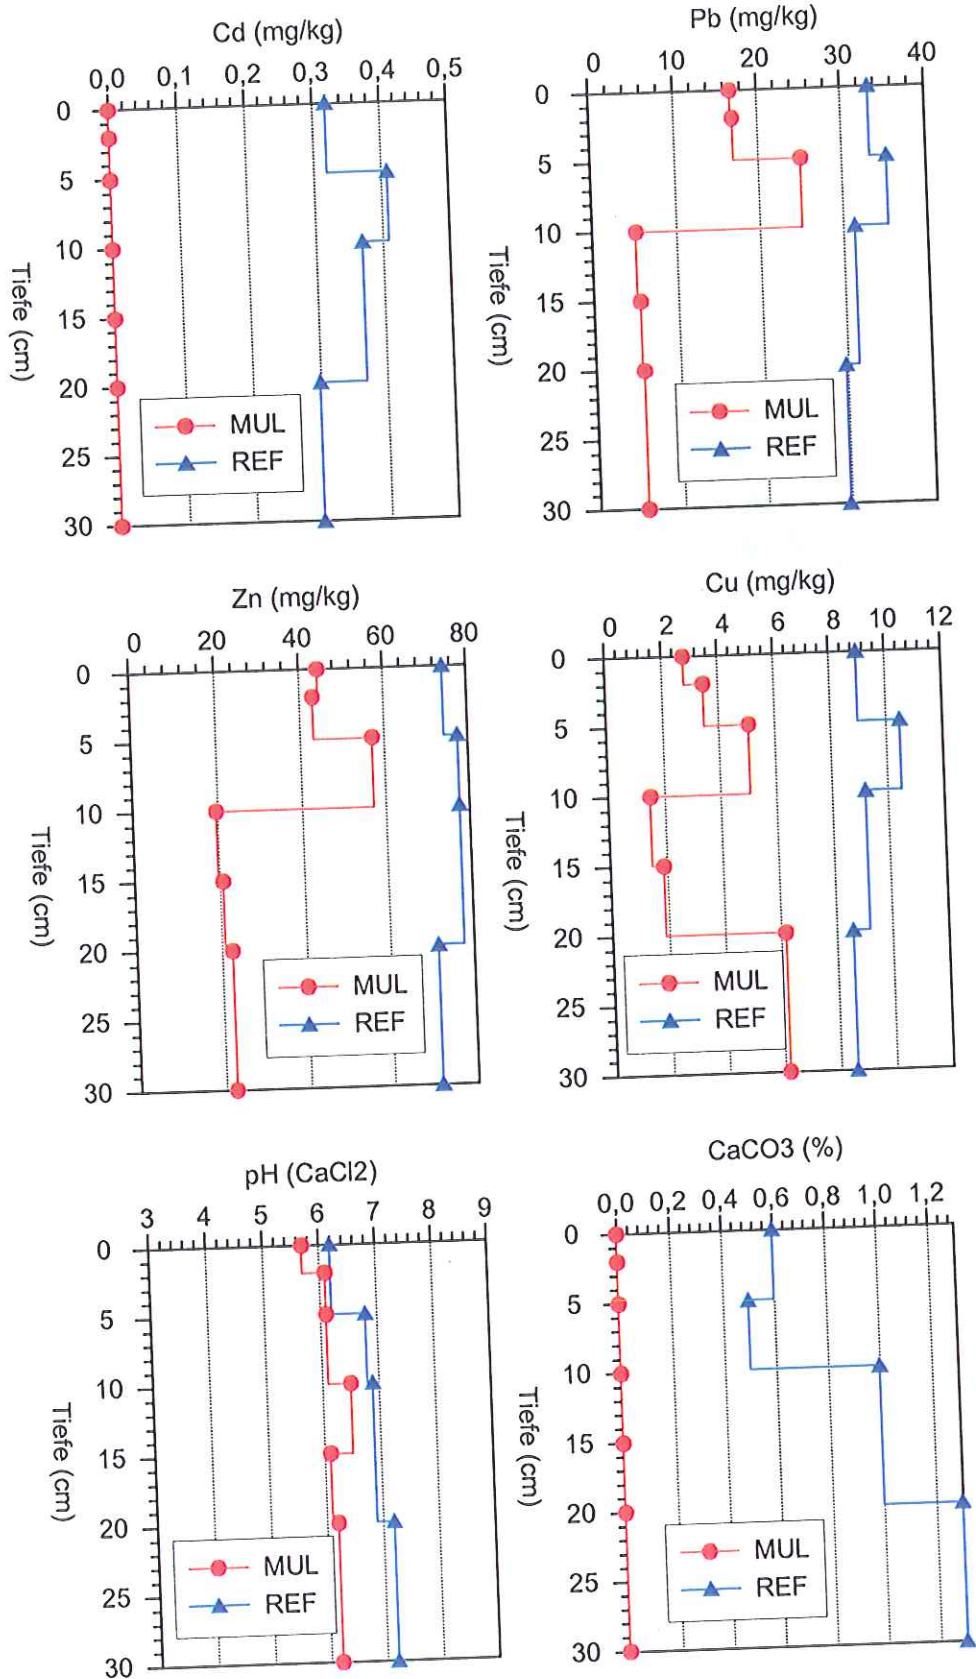 Cd (mg/kg)
0,0 0,1 0,2 0,3 0,4 0,5
0
5
10
15
20
25
30
Tiefe (cm)
MUL
REF
Pb (mg/kg)
0 10 20 30 40
0
5
10
15
20
25
30
Tiefe (cm)
MUL
REF
Zn (mg/kg)
0 20 40 60 80
0
5
10
15
20
25
30
Tiefe (cm)
MUL
REF
Cu (mg/kg)
0 2 4 6 8 10 12
0
5
10
15
20
25
30
Tiefe (cm)
MUL
REF
pH (CaCl2)
3 4 5 6 7 8 9
0
5
10
15
20
25
30
Tiefe (cm)
MUL
REF
CaCO3 (%)
0,0 0,2 0,4 0,6 0,8 1,0 1,2
0
5
10
15
20
25
30
Tiefe (cm)
MUL
REF